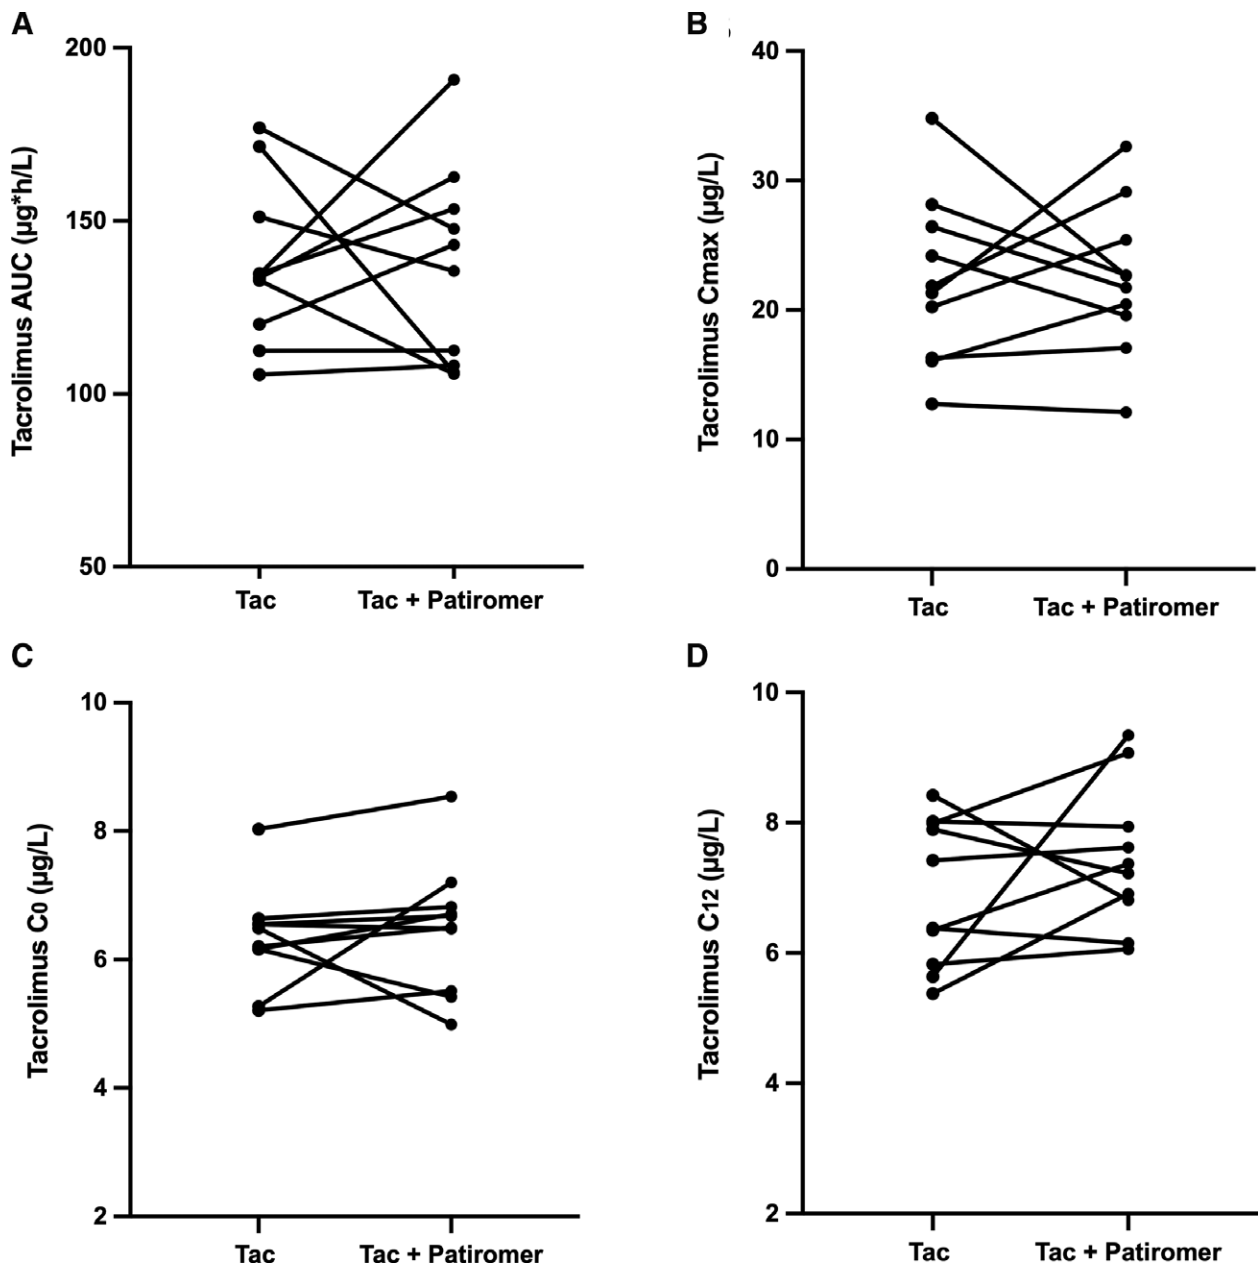 A
Tacrolimus AUC (µg*h/L)
200
150
100
50
Tac
Tac + Patiromer
B
Tacrolimus Cmax (µg/L)
40
30
20
10
0
Tac
Tac + Patiromer
C
Tacrolimus C0 (µg/L)
10
8
6
4
2
Tac
Tac + Patiromer
D
Tacrolimus C12 (µg/L)
10
8
6
4
2
Tac
Tac + Patiromer